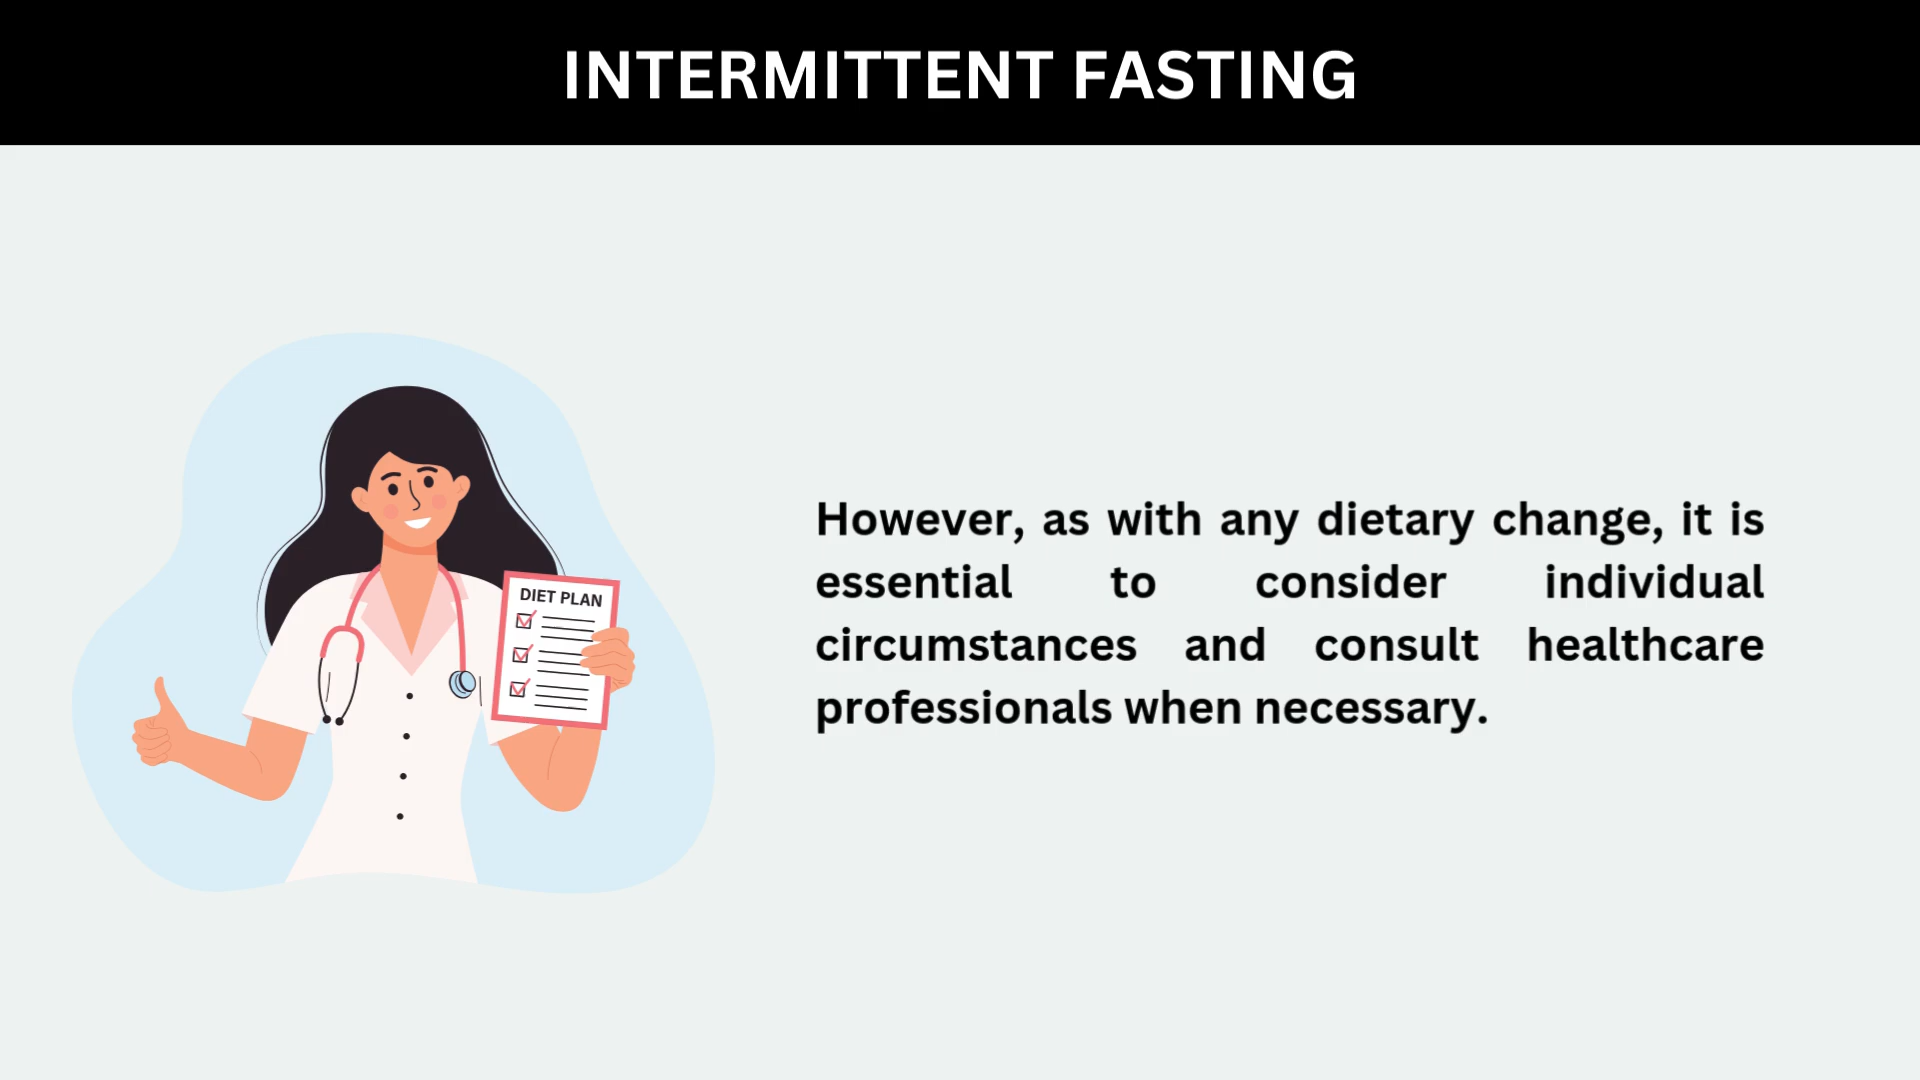 INTERMITTENT FASTING
DIET PLAN
However, as with any dietary change, it is
essential to consider individual
circumstances and consult healthcare
professionals when necessary.